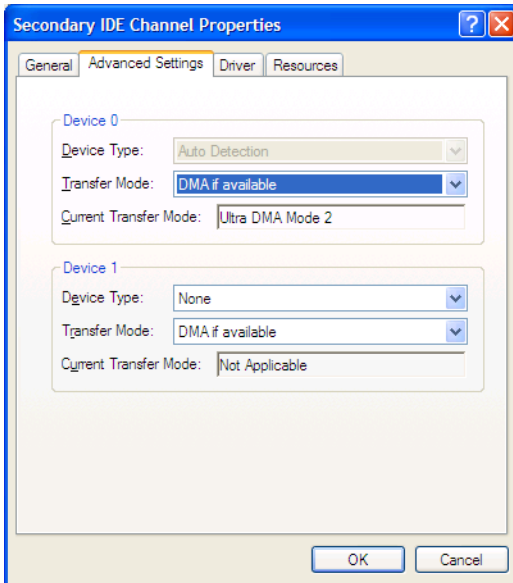 Secondary IDE Channel Properties
General Advanced Settings Driver Resources
Device 0
Device Type: Auto Detection
Transfer Mode: DMA if available
Current Transfer Mode: Ultra DMA Mode 2
Device 1
Device Type: None
Transfer Mode: DMA if available
Current Transfer Mode: Not Applicable
OK Cancel